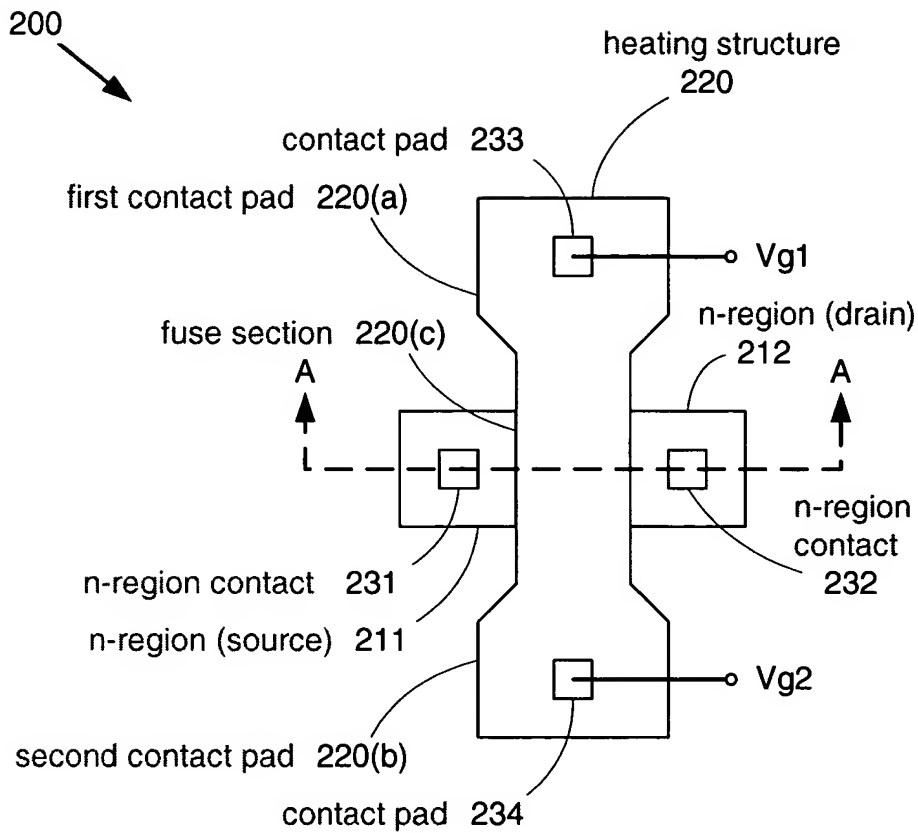 200
heating structure
220
contact pad 233
first contact pad 220(a)
Vg1
n-region (drain)
212
fuse section 220(c)
A
A
n-region
contact
232
n-region contact 231
n-region (source) 211
Vg2
second contact pad 220(b)
contact pad 234